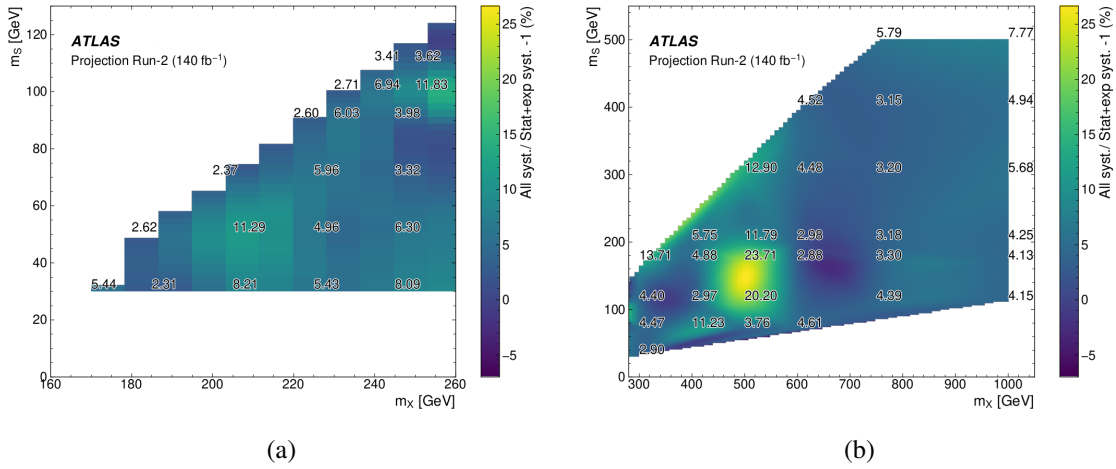 ATLAS
Projection Run-2 (140 fb⁻¹)
m_S [GeV]
120
100
80
60
40
20
0
3.41 3.62
2.71 6.94 11.83
2.60 6.03 3.98
2.37 5.96 3.32
2.62 11.29 4.96 6.30
5.44 2.31 8.21 5.43 8.09
160 180 200 220 240 260
m_X [GeV]
25
20
15
10
5
0
−5
All syst./ Stat+exp syst. -1 (%)
(a)
ATLAS
Projection Run-2 (140 fb⁻¹)
m_S [GeV]
500
400
300
200
100
0
5.79 7.77
4.52 3.15 4.94
12.90 4.48 3.20 5.68
5.75 11.79 2.98 3.18 4.25
13.71 4.88 23.71 2.88 3.30 4.13
4.40 2.97 20.20 4.39 4.15
4.47 11.23 3.76 4.61
2.90
300 400 500 600 700 800 900 1000
m_X [GeV]
25
20
15
10
5
0
−5
All syst./ Stat+exp syst. -1 (%)
(b)